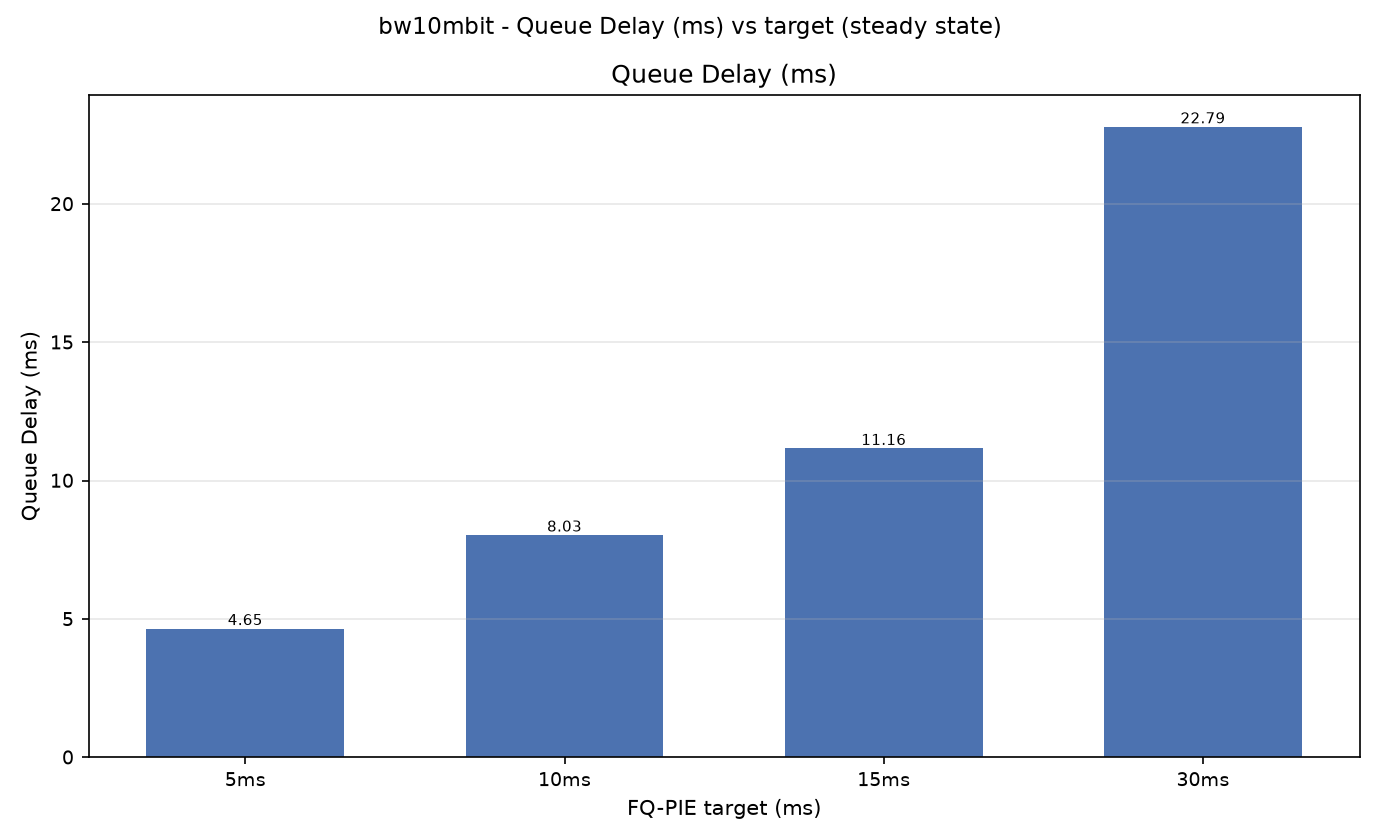 bw10mbit - Queue Delay (ms) vs target (steady state)
Queue Delay (ms)
22.79
20
15
11.16
10
8.03
5
4.65
0
Queue Delay (ms)
5ms
10ms
15ms
30ms
FQ-PIE target (ms)